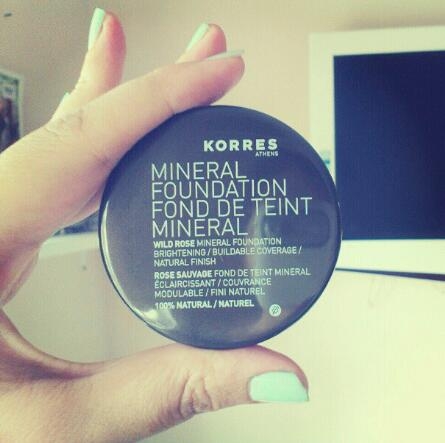 KORRES
ATHENS
MINERAL
FOUNDATION
FOND DE TEINT
MINERAL
WILD ROSE MINERAL FOUNDATION
BRIGHTENING / BUILDABLE COVERAGE /
NATURAL FINISH
ROSE SAUVAGE FOND DE TEINT MINERAL
ÉCLAIRCISSANT / COUVRANCE
MODULABLE / FINI NATUREL
100% NATURAL / NATUREL